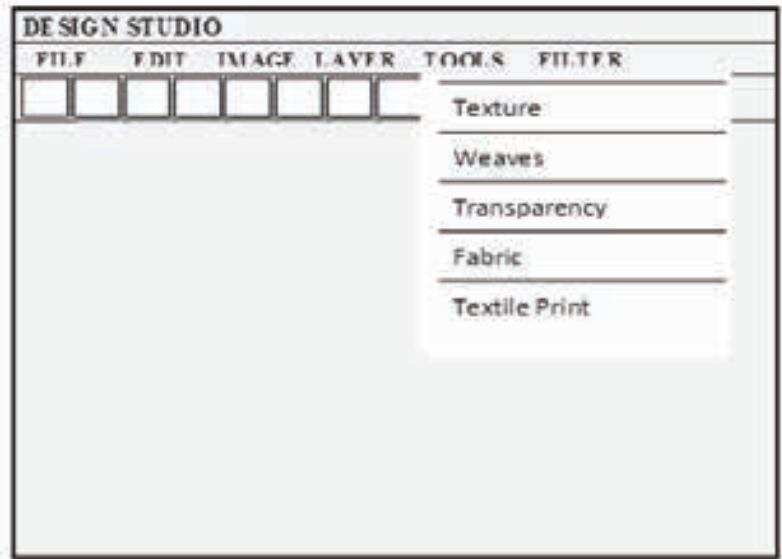 DESIGN STUDIO
FILE EDIT IMAGE LAYER TOOLS FILTER
Texture
Weaves
Transparency
Fabric
Textile Print